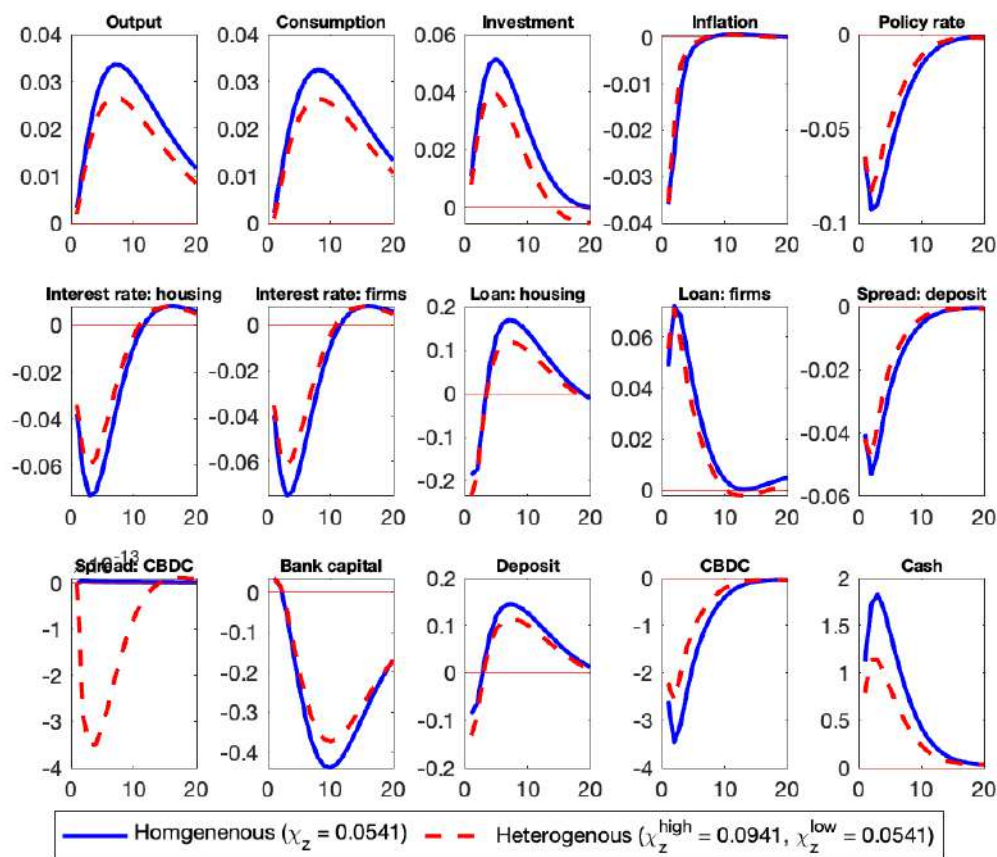 Output Consumption Investment Inflation Policy rate
0.04 0.04 0.06 0 0
0.03 0.03 0.04 -0.01
0.02 0.02 0.02 -0.02 -0.05
0.01 0.01 -0.03
0 0 0 -0.04 -0.1
0 10 20 0 10 20 0 10 20 0 10 20 0 10 20
Interest rate: housing Interest rate: firms Loan: housing Loan: firms Spread: deposit
0 0 0.2 0.06 0
-0.02 -0.02 0.1 0.04 -0.02
-0.04 -0.04 0 0.02 -0.04
-0.06 -0.06 -0.1 0 -0.06
-0.2
0 10 20 0 10 20 0 10 20 0 10 20 0 10 20
10-13
Spread: CBDC Bank capital Deposit CBDC Cash
0 0 0.2 0 2
-1 -0.1 0.1 -1 1.5
-2 -0.2 0 -2 1
-3 -0.3 -0.1 -3 0.5
-4 -0.4 -0.2 -4 0
0 10 20 0 10 20 0 10 20 0 10 20 0 10 20
Homgnenous (χz = 0.0541) Heterogenous (χz^high = 0.0941, χz^low = 0.0541)